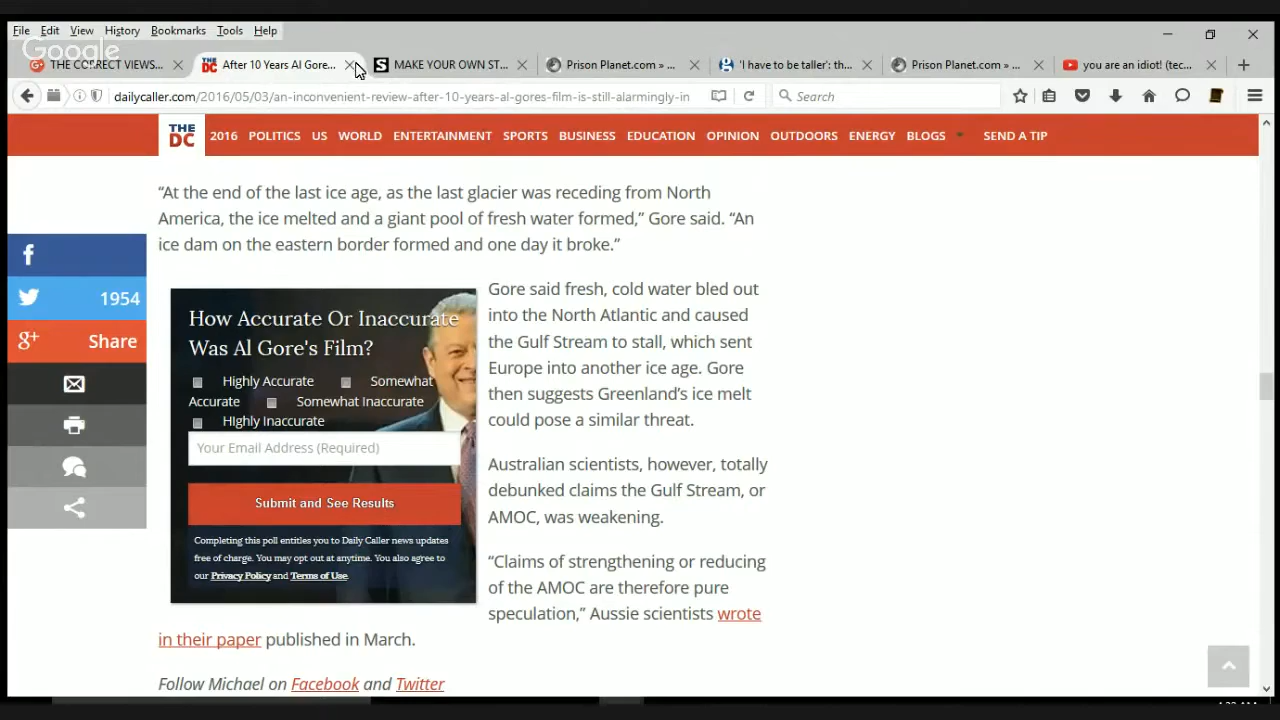 File Edit View History Bookmarks Tools Help
Google
THE CORRECT VIEWS...
THE DC After 10 Years Al Gore...
S MAKE YOUR OWN ST...
Prison Planet.com » ...
'I have to be taller': th...
Prison Planet.com » ...
you are an idiot! (tec...
dailycaller.com/2016/05/03/an-inconvenient-review-after-10-years-al-gores-film-is-still-alarmingly-in
Search
THE DC 2016 POLITICS US WORLD ENTERTAINMENT SPORTS BUSINESS EDUCATION OPINION OUTDOORS ENERGY BLOGS SEND A TIP
“At the end of the last ice age, as the last glacier was receding from North
America, the ice melted and a giant pool of fresh water formed,” Gore said. “An
ice dam on the eastern border formed and one day it broke.”
1954
Share
How Accurate Or Inaccurate
Was Al Gore's Film?
Highly Accurate Somewhat
Accurate Somewhat Inaccurate
Highly Inaccurate
Your Email Address (Required)
Submit and See Results
Completing this poll entitles you to Daily Caller news updates
free of charge. You may opt out at anytime. You also agree to
our Privacy Policy and Terms of Use.
Gore said fresh, cold water bled out
into the North Atlantic and caused
the Gulf Stream to stall, which sent
Europe into another ice age. Gore
then suggests Greenland’s ice melt
could pose a similar threat.
Australian scientists, however, totally
debunked claims the Gulf Stream, or
AMOC, was weakening.
“Claims of strengthening or reducing
of the AMOC are therefore pure
speculation,” Aussie scientists wrote
in their paper published in March.
Follow Michael on Facebook and Twitter